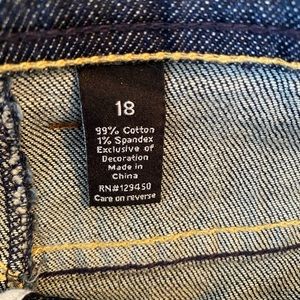 18
99% Cotton
1% Spandex
Exclusive of
Decoration
Made in
China
RN#129450
Care on reverse